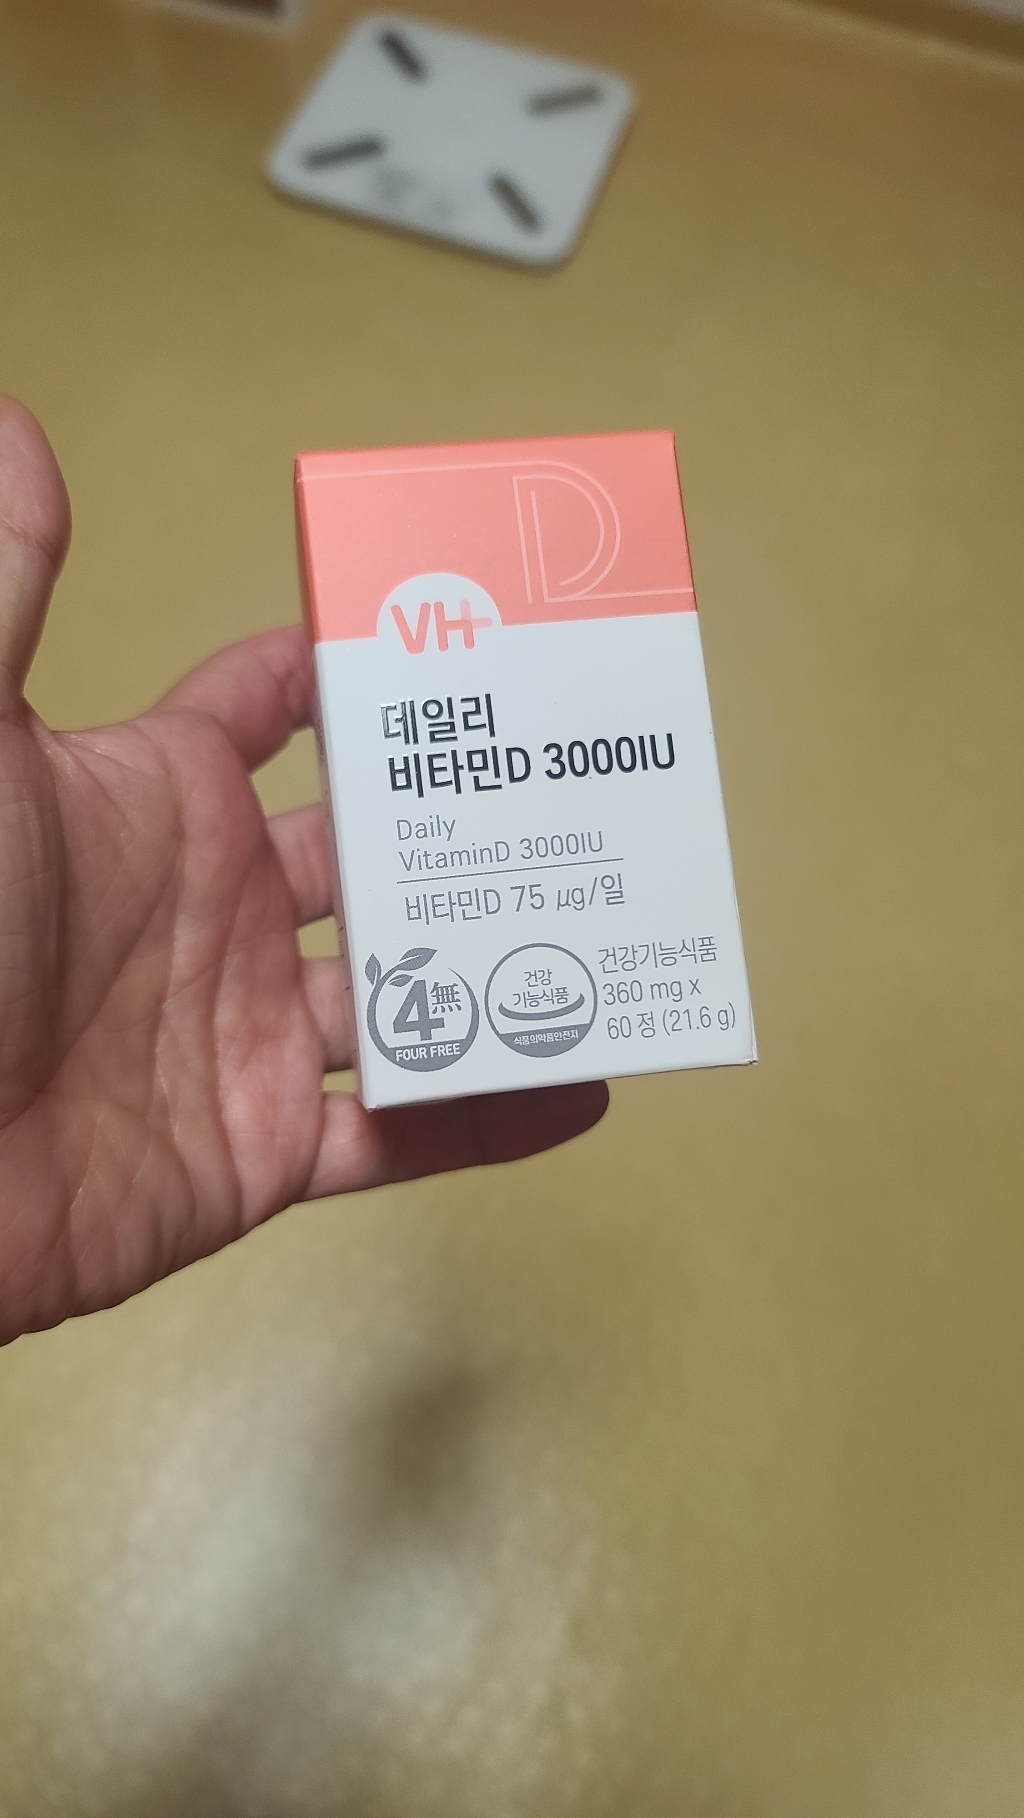 D
VH+
데일리
비타민D 3000IU
Daily
VitaminD 3000IU
비타민D 75 µg/일
4無
FOUR FREE
건강
기능식품
식품의약품안전처
건강기능식품
360 mg x
60 정 (21.6 g)